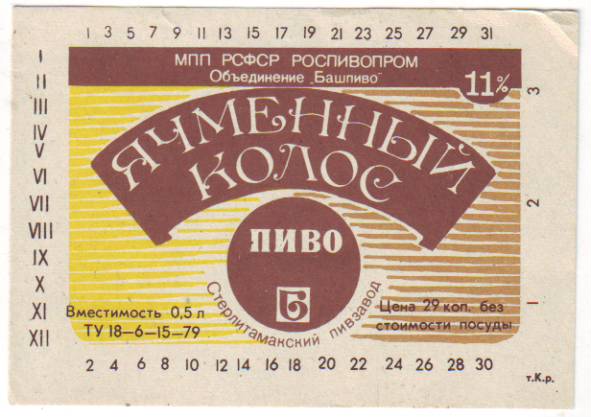 1 3 5 7 9 11 13 15 17 19 21 23 25 27 29 31
I
II
III
IV
V
VI
VII
VIII
IX
X
XI
XII
МПП РСФСР РОСПИВОПРОМ
Объединение „Башпиво"
11%
ЯЧМЕННЫЙ
КОЛОС
ПИВО
Б
Стерлитамакский пивзавод
Вместимость 0,5 л
ТУ 18–6–15–79
Цена 29 коп. без
стоимости посуды
3
2
1
2 4 6 8 10 12 14 16 18 20 22 24 26 28 30
т.К.р.